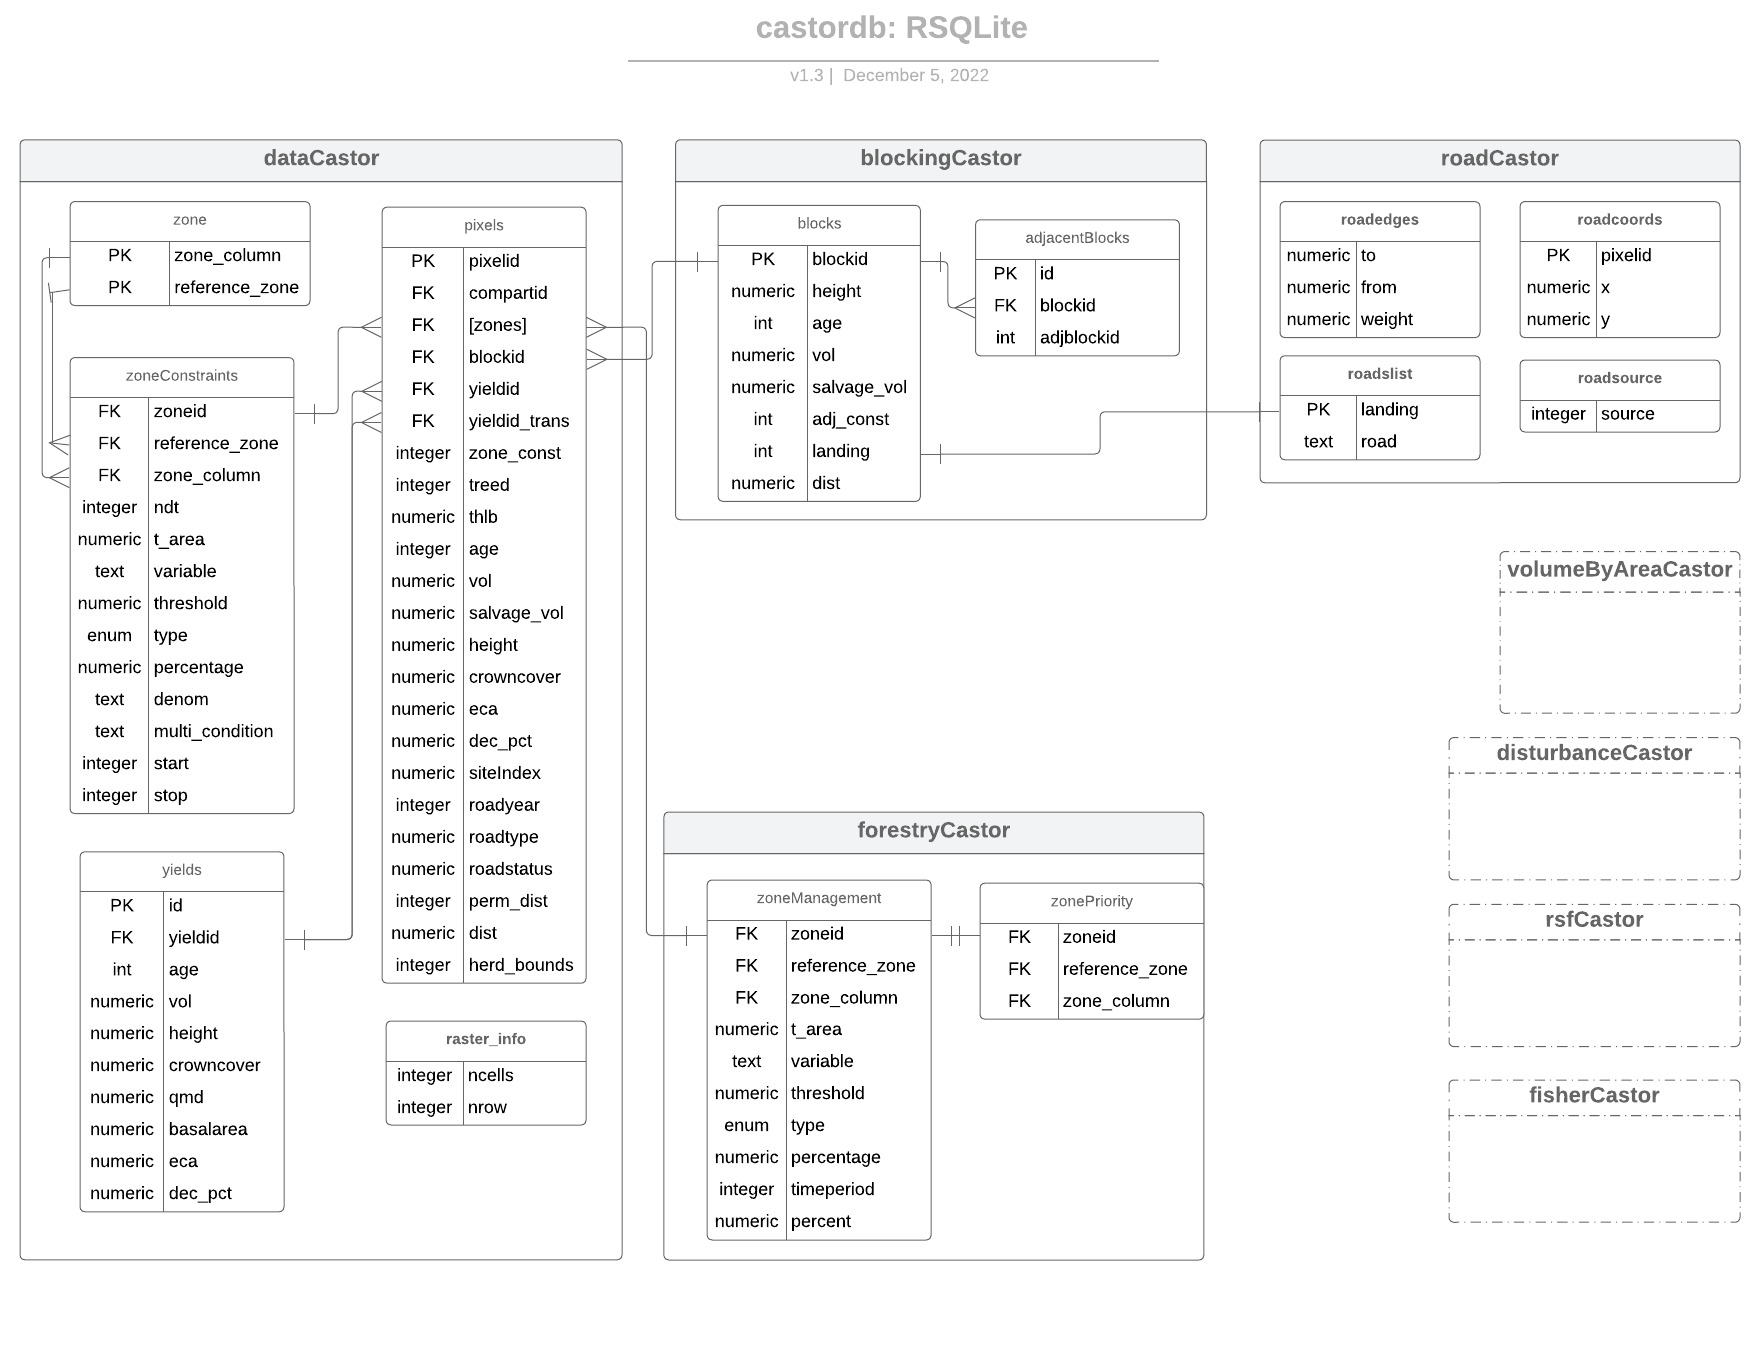 castordb: RSQLite
v1.3 | December 5, 2022
dataCastor
zone
PK zone_column
PK reference_zone
zoneConstraints
FK zoneid
FK reference_zone
FK zone_column
integer ndt
numeric t_area
text variable
numeric threshold
enum type
numeric percentage
text denom
text multi_condition
integer start
integer stop
yields
PK id
FK yieldid
int age
numeric vol
numeric height
numeric crowncover
numeric qmd
numeric basalarea
numeric eca
numeric dec_pct
pixels
PK pixelid
FK compartid
FK [zones]
FK blockid
FK yieldid
FK yieldid_trans
integer zone_const
integer treed
numeric thlb
integer age
numeric vol
numeric salvage_vol
numeric height
numeric crowncover
numeric eca
numeric dec_pct
numeric siteIndex
integer roadyear
numeric roadtype
numeric roadstatus
integer perm_dist
numeric dist
integer herd_bounds
raster_info
integer ncells
integer nrow
blockingCastor
blocks
PK blockid
numeric height
int age
numeric vol
numeric salvage_vol
int adj_const
int landing
numeric dist
adjacentBlocks
PK id
FK blockid
int adjblockid
forestryCastor
zoneManagement
FK zoneid
FK reference_zone
FK zone_column
numeric t_area
text variable
numeric threshold
enum type
numeric percentage
integer timeperiod
numeric percent
zonePriority
FK zoneid
FK reference_zone
FK zone_column
roadCastor
roadedges
numeric to
numeric from
numeric weight
roadcoords
PK pixelid
numeric x
numeric y
roadslist
PK landing
text road
roadsource
integer source
volumeByAreaCastor
disturbanceCastor
rsfCastor
fisherCastor